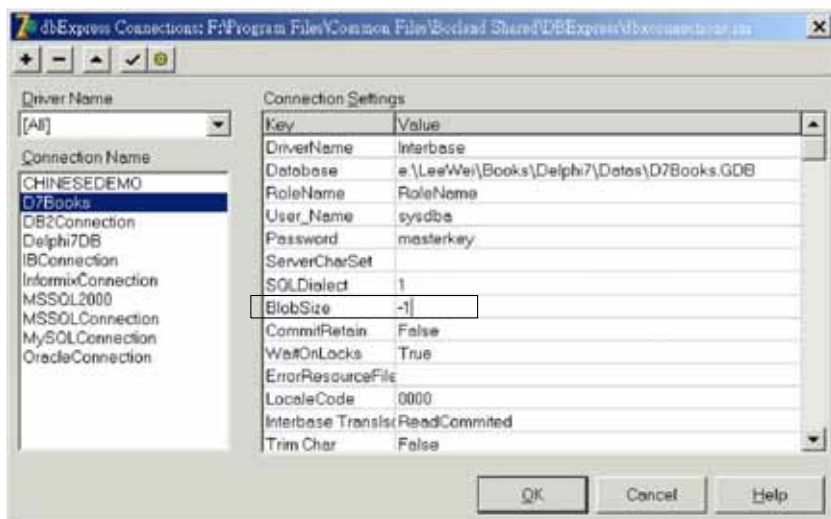 dbExpress Connections: F:\Program Files\Common Files\Borland Shared\DBExpress\dbxconnections.ini
Driver Name
[All]
Connection Name
CHINESEDEMO
D7Books
DB2Connection
Delphi7DB
IBConnection
InformixConnection
MSSQL2000
MSSQLConnection
MySQLConnection
OracleConnection
Connection Settings
Key Value
DriverName Interbase
Database e:\LeeWei\Books\Delphi7\Datas\D7Books.GDB
RoleName RoleName
User_Name sysdba
Password masterkey
ServerCharSet
SQLDialect 1
BlobSize -1
CommitRetain False
WaitOnLocks True
ErrorResourceFile
LocaleCode 0000
Interbase TransIso ReadCommited
Trim Char False
OK Cancel Help